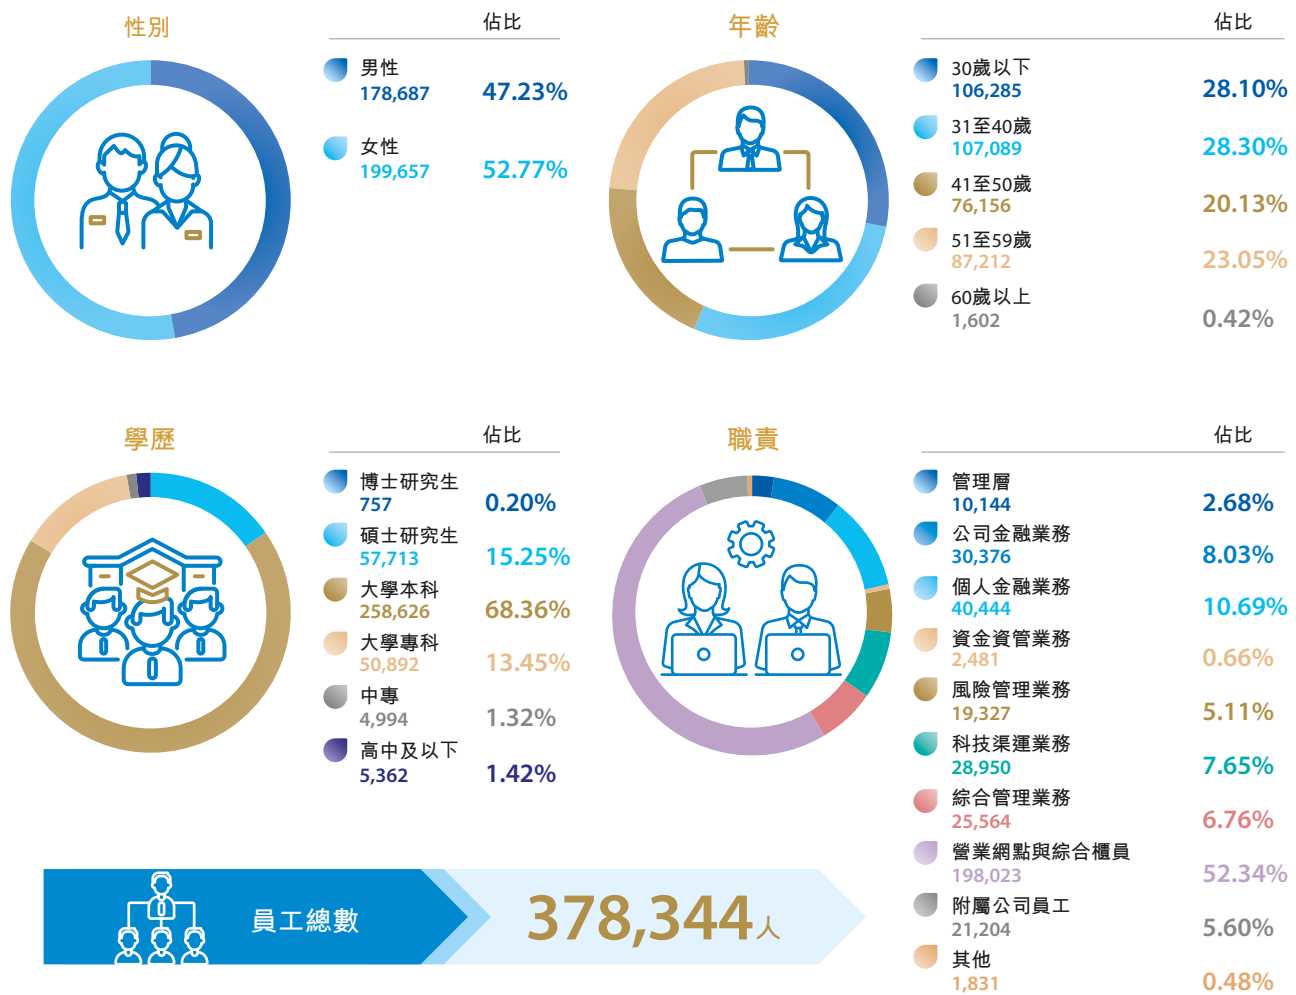 性別
佔比
男性
178,687
47.23%
女性
199,657
52.77%
年齡
佔比
30歲以下
106,285
28.10%
31至40歲
107,089
28.30%
41至50歲
76,156
20.13%
51至59歲
87,212
23.05%
60歲以上
1,602
0.42%
學歷
佔比
博士研究生
757
0.20%
碩士研究生
57,713
15.25%
大學本科
258,626
68.36%
大學專科
50,892
13.45%
中專
4,994
1.32%
高中及以下
5,362
1.42%
職責
佔比
管理層
10,144
2.68%
公司金融業務
30,376
8.03%
個人金融業務
40,444
10.69%
資金資管業務
2,481
0.66%
風險管理業務
19,327
5.11%
科技渠運業務
28,950
7.65%
綜合管理業務
25,564
6.76%
營業網點與綜合櫃員
198,023
52.34%
附屬公司員工
21,204
5.60%
其他
1,831
0.48%
員工總數
378,344人